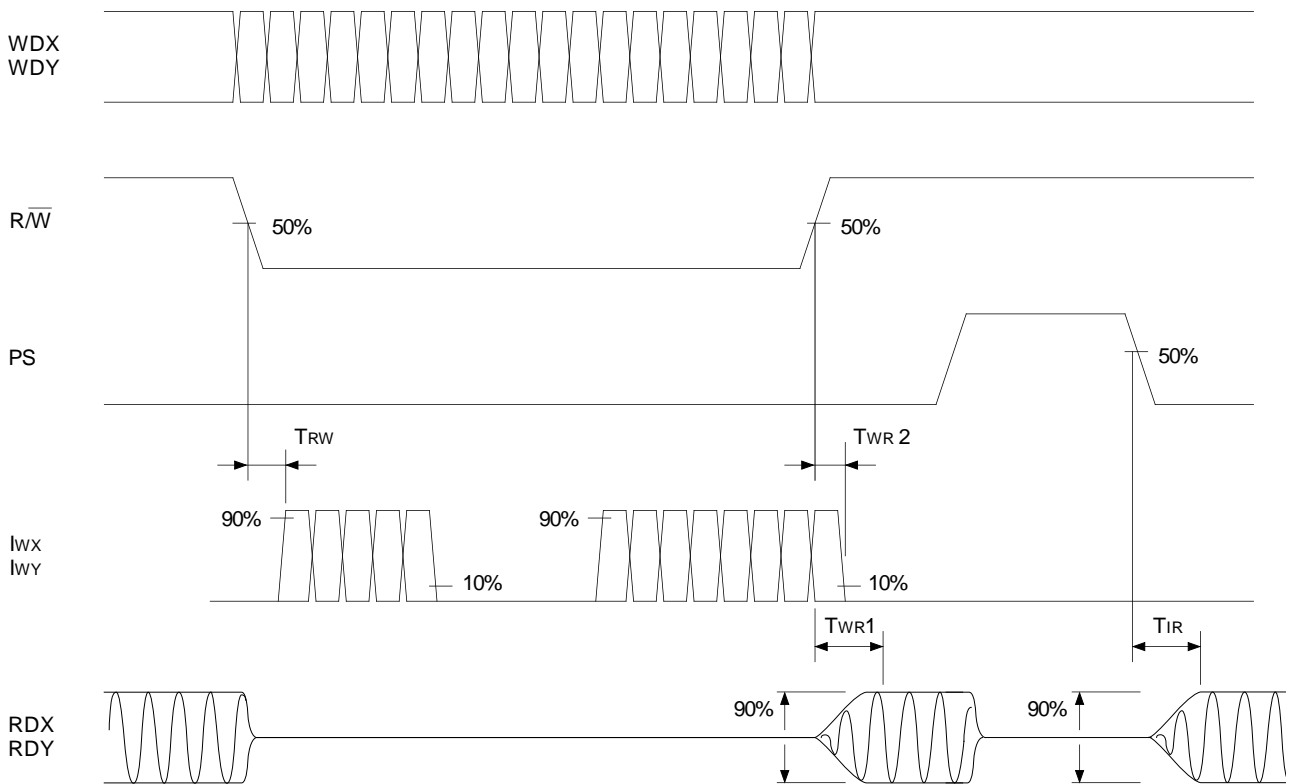 WDX
WDY
R/W̅
50%
50%
PS
50%
TRW
TWR 2
90%
90%
IWX
IWY
10%
10%
TWR1
TIR
90%
90%
RDX
RDY